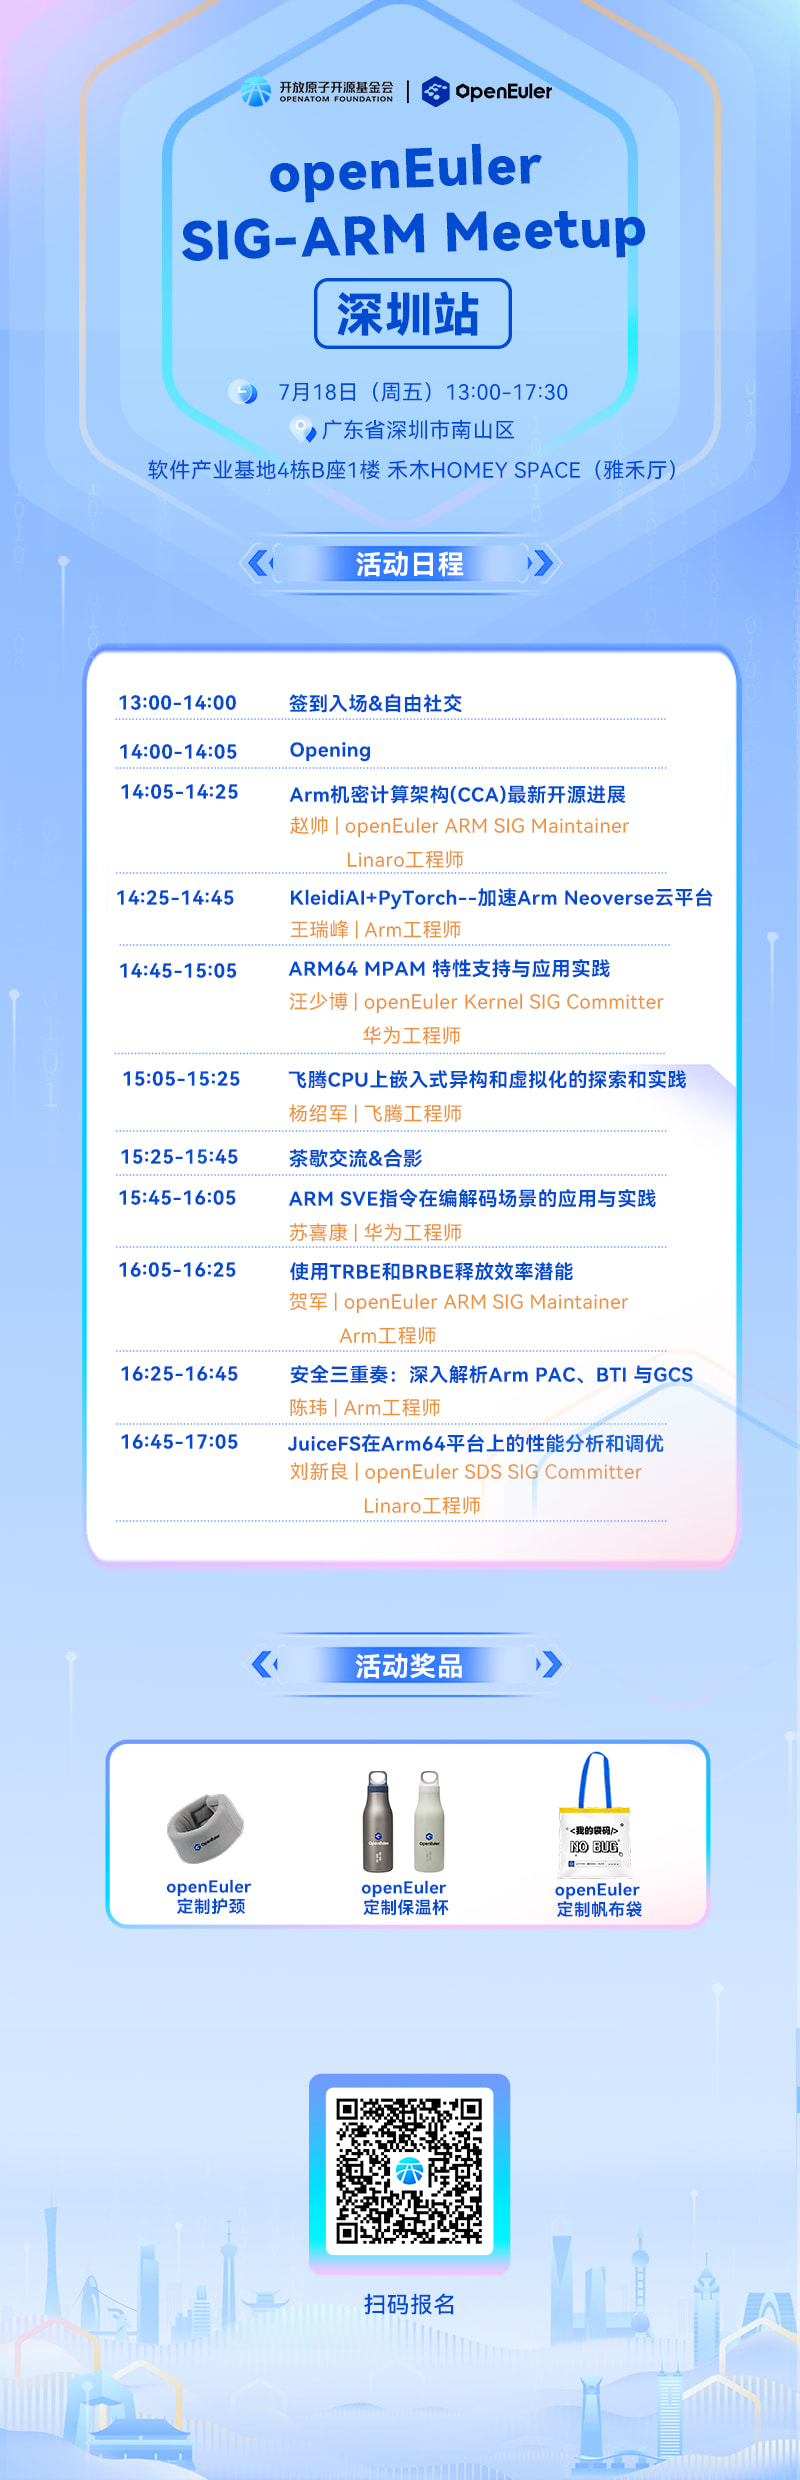 开放原子开源基金会
OPENATOM FOUNDATION
OpenEuler
openEuler
SIG-ARM Meetup
深圳站
7月18日（周五）13:00-17:30
广东省深圳市南山区
软件产业基地4栋B座1楼 禾木HOMEY SPACE（雅禾厅）
活动日程
13:00-14:00 签到入场&自由社交
14:00-14:05 Opening
14:05-14:25 Arm机密计算架构(CCA)最新开源进展
赵帅 | openEuler ARM SIG Maintainer
Linaro工程师
14:25-14:45 KleidiAI+PyTorch--加速Arm Neoverse云平台
王瑞峰 | Arm工程师
14:45-15:05 ARM64 MPAM 特性支持与应用实践
汪少博 | openEuler Kernel SIG Committer
华为工程师
15:05-15:25 飞腾CPU上嵌入式异构和虚拟化的探索和实践
杨绍军 | 飞腾工程师
15:25-15:45 茶歇交流&合影
15:45-16:05 ARM SVE指令在编解码场景的应用与实践
苏喜康 | 华为工程师
16:05-16:25 使用TRBE和BRBE释放效率潜能
贺军 | openEuler ARM SIG Maintainer
Arm工程师
16:25-16:45 安全三重奏：深入解析Arm PAC、BTI 与GCS
陈玮 | Arm工程师
16:45-17:05 JuiceFS在Arm64平台上的性能分析和调优
刘新良 | openEuler SDS SIG Committer
Linaro工程师
活动奖品
OpenEuler
OpenEuler
OpenEuler
<我的袋码/>
NO BUG
openEuler
定制护颈
openEuler
定制保温杯
openEuler
定制帆布袋
扫码报名